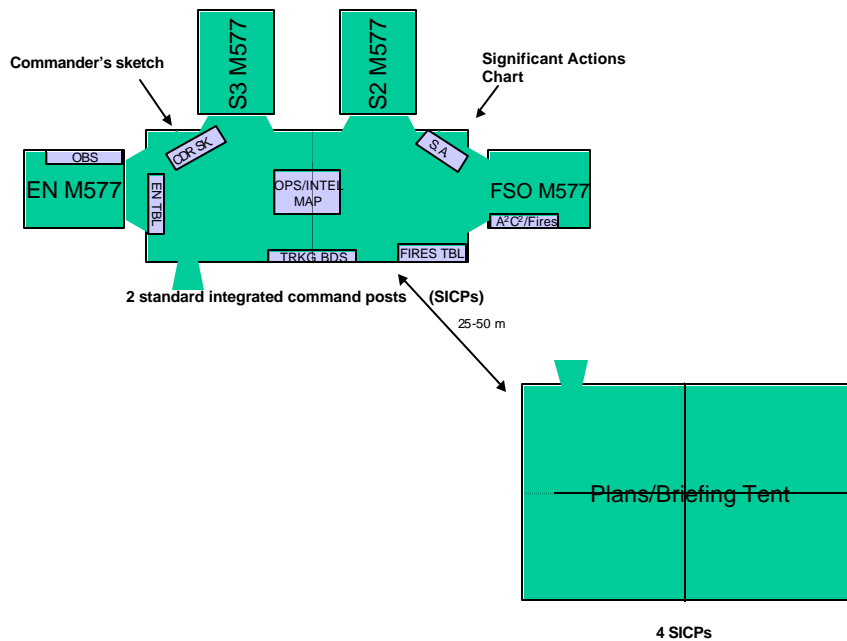 Commander's sketch
S3 M577
S2 M577
Significant Actions
Chart
OBS
EN M577
EN TBL
CDR SK
OPS/INTEL
MAP
S.A
FSO M577
A²C²/Fires
TRKG BDS
FIRES TBL
2 standard integrated command posts (SICPs)
25-50 m
Plans/Briefing Tent
4 SICPs